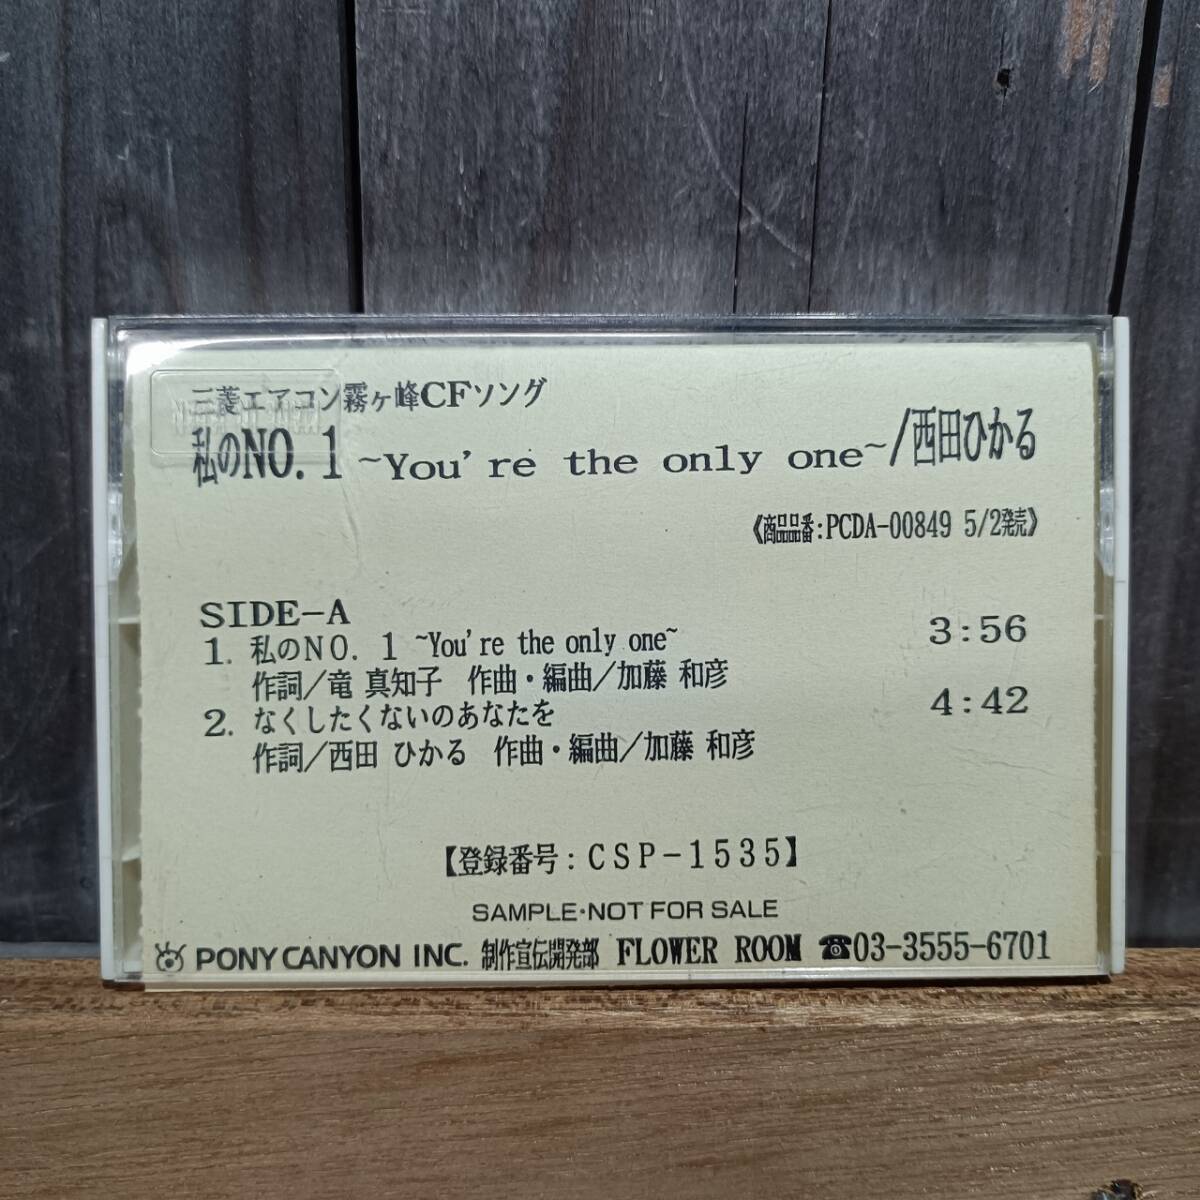 三菱エアコン霧ヶ峰CFソング
私のNO.1 ~You're the only one~/西田ひかる
《商品品番:PCDA-00849 5/2発売》
SIDE-A
1. 私のNO.1 ~You're the only one~ 3:56
作詞/竜 真知子 作曲・編曲/加藤 和彦
2. なくしたくないのあなたを 4:42
作詞/西田 ひかる 作曲・編曲/加藤 和彦
【登録番号:CSP-1535】
SAMPLE・NOT FOR SALE
PONY CANYON INC. 制作宣伝開発部 FLOWER ROOM ☎03-3555-6701